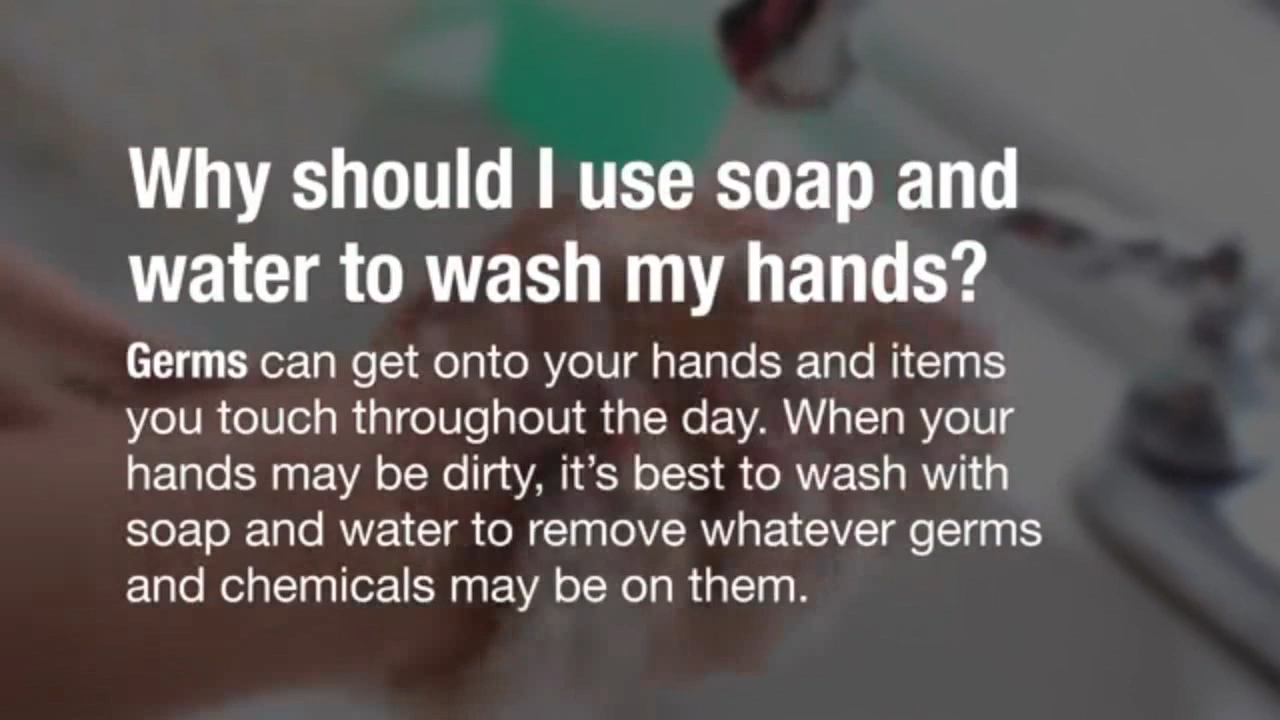 Why should I use soap and
water to wash my hands?
Germs can get onto your hands and items
you touch throughout the day. When your
hands may be dirty, it’s best to wash with
soap and water to remove whatever germs
and chemicals may be on them.